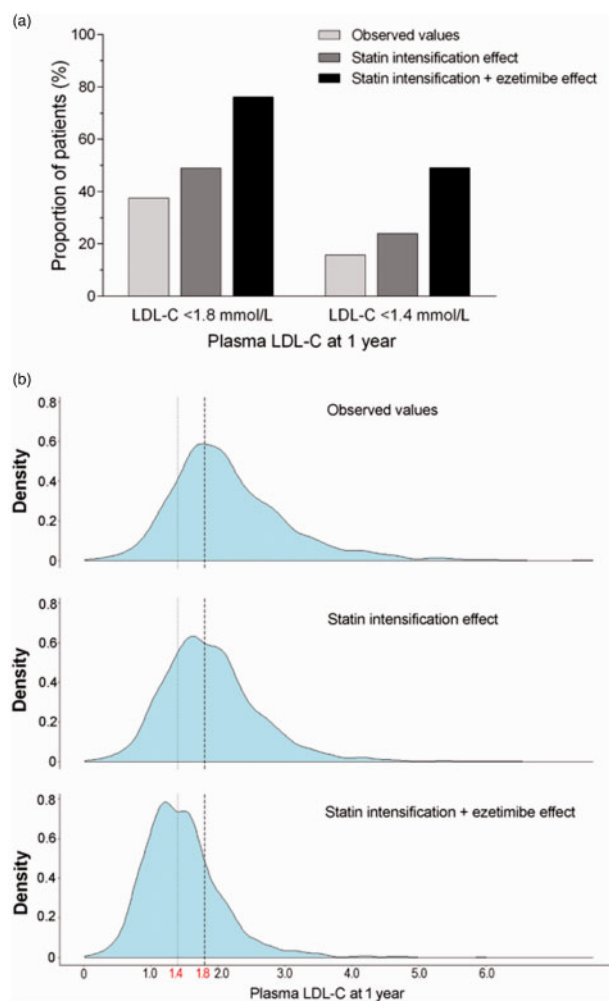 (a)
Observed values
Statin intensification effect
Statin intensification + ezetimibe effect
100
80
60
40
20
0
Proportion of patients (%)
LDL-C <1.8 mmol/L LDL-C <1.4 mmol/L
Plasma LDL-C at 1 year
(b)
0.8
0.6
0.4
0.2
0
Density
Observed values
0.8
0.6
0.4
0.2
0
Density
Statin intensification effect
0.8
0.6
0.4
0.2
0
Density
Statin intensification + ezetimibe effect
0 1.0 1.4 1.8 2.0 3.0 4.0 5.0 6.0
Plasma LDL-C at 1 year